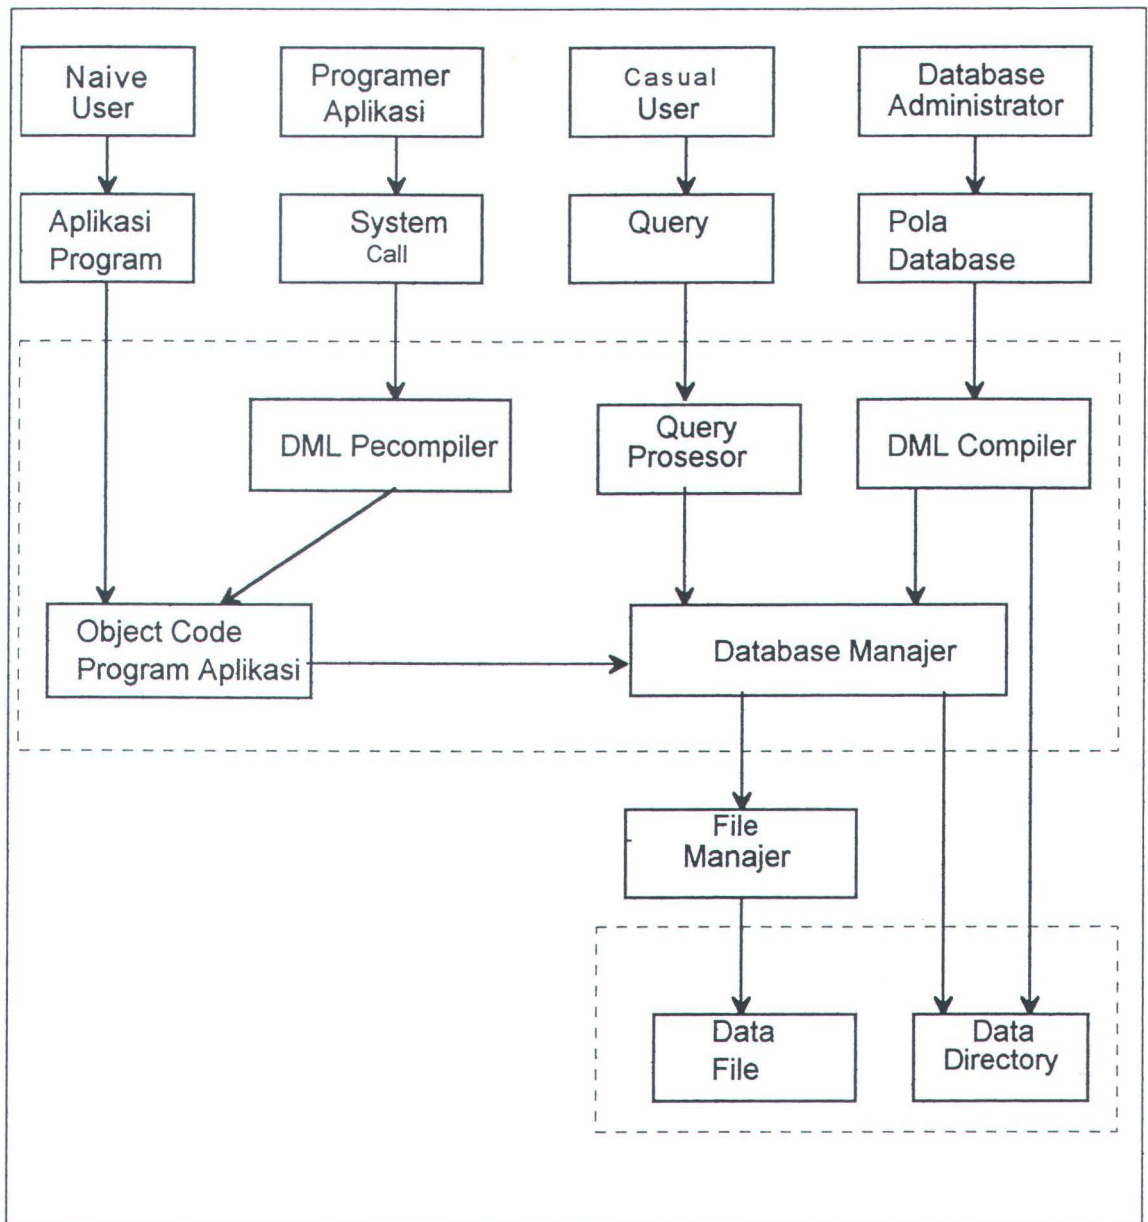 Naive
User
Programer
Aplikasi
Casual
User
Database
Administrator
Aplikasi
Program
System
Call
Query
Pola
Database
DML Pecompiler
Query
Prosesor
DML Compiler
Object Code
Program Aplikasi
Database Manajer
File
Manajer
Data
File
Data
Directory